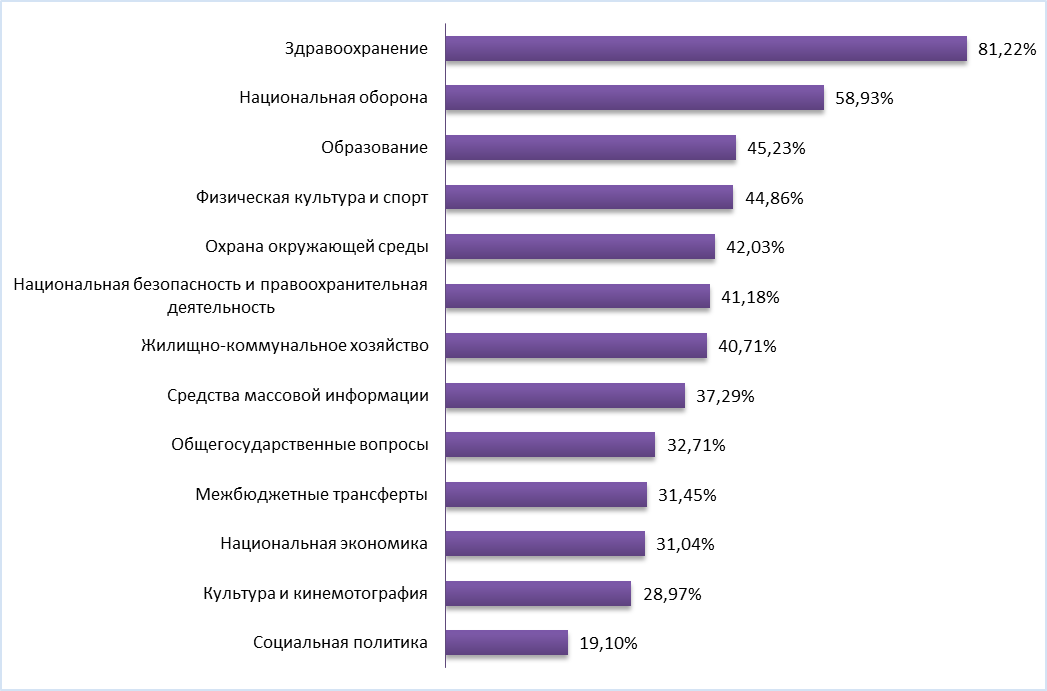 Здравоохранение 81,22%
Национальная оборона 58,93%
Образование 45,23%
Физическая культура и спорт 44,86%
Охрана окружающей среды 42,03%
Национальная безопасность и правоохранительная
деятельность 41,18%
Жилищно-коммунальное хозяйство 40,71%
Средства массовой информации 37,29%
Общегосударственные вопросы 32,71%
Межбюджетные трансферты 31,45%
Национальная экономика 31,04%
Культура и кинемотография 28,97%
Социальная политика 19,10%